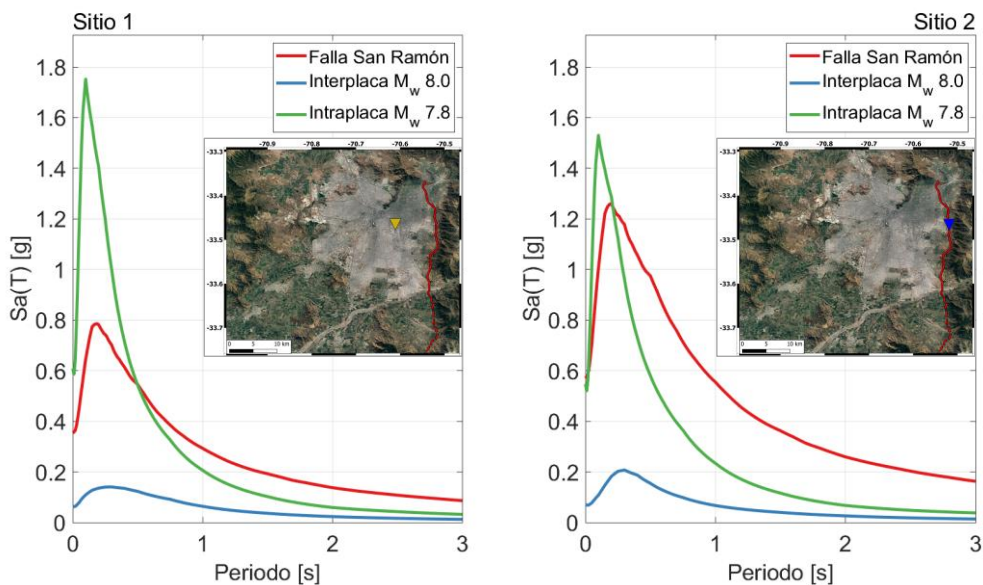 Sitio 1
1.8
1.6
1.4
1.2
1
0.8
0.6
0.4
0.2
0
Sa(T) [g]
0 1 2 3
Periodo [s]
Falla San Ramón
Interplaca M_w 8.0
Intraplaca M_w 7.8
-70.9 -70.8 -70.7 -70.6 -70.5
-33.3
-33.4
-33.5
-33.6
-33.7
0 5 10 km
Sitio 2
1.8
1.6
1.4
1.2
1
0.8
0.6
0.4
0.2
0
Sa(T) [g]
0 1 2 3
Periodo [s]
Falla San Ramón
Interplaca M_w 8.0
Intraplaca M_w 7.8
-70.9 -70.8 -70.7 -70.6 -70.5
-33.3
-33.4
-33.5
-33.6
-33.7
0 5 10 km